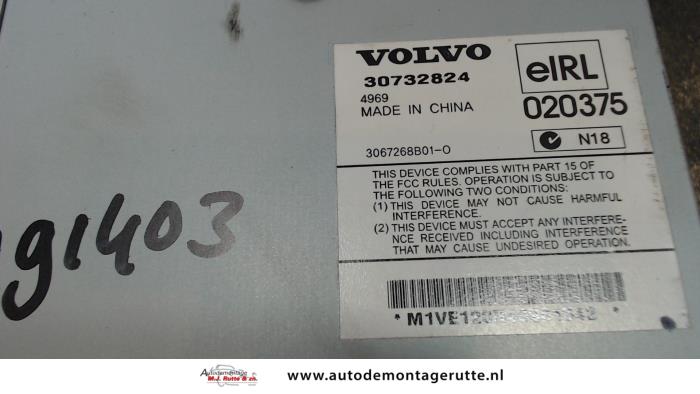 VOLVO
30732824
4969
MADE IN CHINA
eIRL
020375
3067268B01-O
N18
THIS DEVICE COMPLIES WITH PART 15 OF
THE FCC RULES. OPERATION IS SUBJECT TO
THE FOLLOWING TWO CONDITIONS:
(1) THIS DEVICE MAY NOT CAUSE HARMFUL
INTERFERENCE.
(2) THIS DEVICE MUST ACCEPT ANY INTERFERE-
NCE RECEIVED INCLUDING INTERFERENCE
THAT MAY CAUSE UNDESIRED OPERATION.
91403
Autodemontage
M.J. Rutte & zn.
www.autodemontagerutte.nl